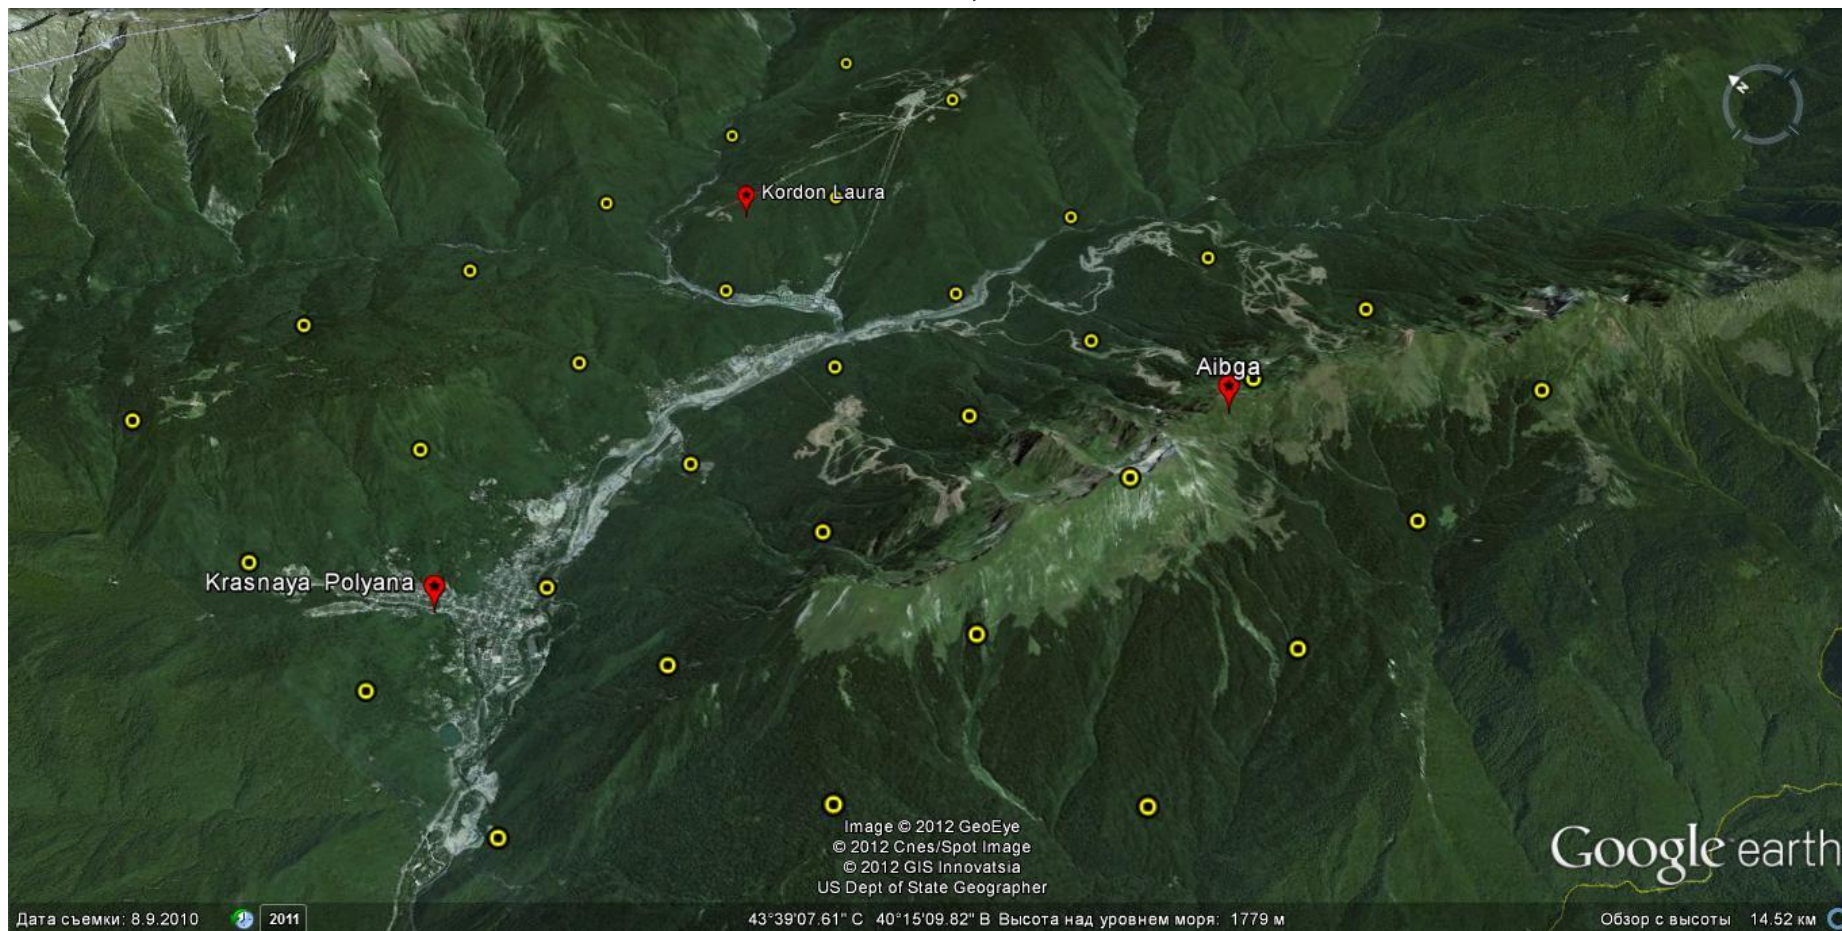 N
Kordon Laura
Aibga
Krasnaya Polyana
Image © 2012 GeoEye
© 2012 Cnes/Spot Image
© 2012 GIS Innovatsia
US Dept of State Geographer
Google earth
Дата съемки: 8.9.2010 2011 43°39'07.61" С 40°15'09.82" В Высота над уровнем моря: 1779 м Обзор с высоты 14.52 км